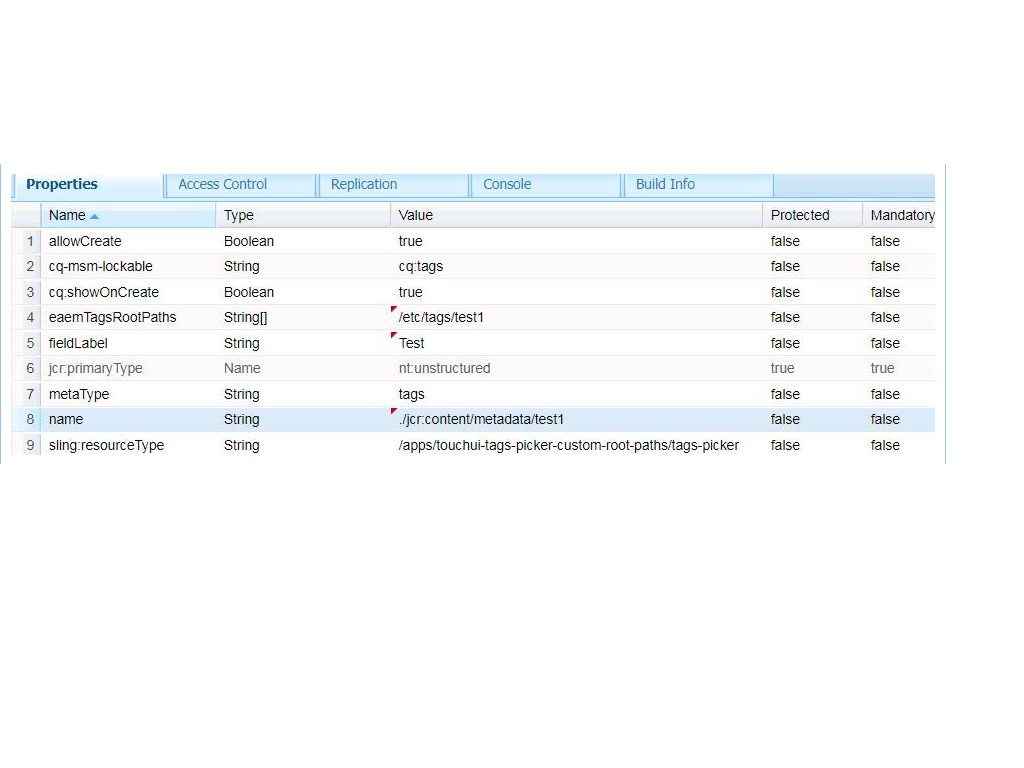 Properties Access Control Replication Console Build Info
Name Type Value Protected Mandatory
1 allowCreate Boolean true false false
2 cq-msm-lockable String cq:tags false false
3 cq:showOnCreate Boolean true false false
4 eaemTagsRootPaths String[] /etc/tags/test1 false false
5 fieldLabel String Test false false
6 jcr:primaryType Name nt:unstructured true true
7 metaType String tags false false
8 name String ./jcr:content/metadata/test1 false false
9 sling:resourceType String /apps/touchui-tags-picker-custom-root-paths/tags-picker false false